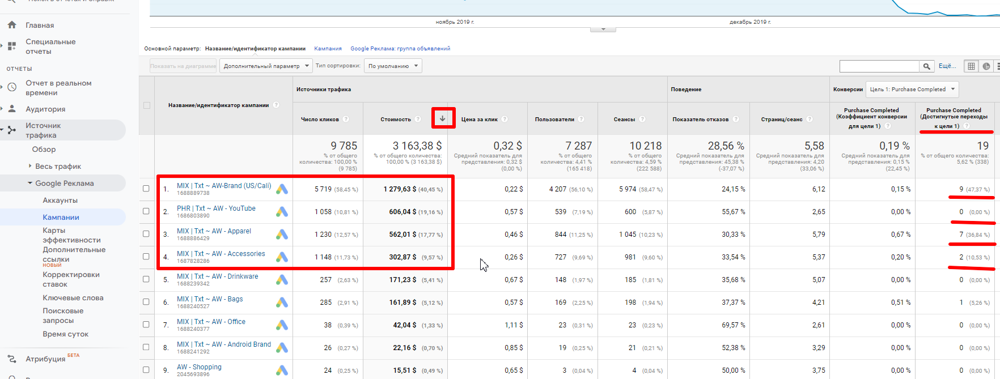 Поиск в отчетах и справк
ноябрь 2019 г.
декабрь 2019 г.
Главная
Специальные
отчеты
ОТЧЕТЫ
Отчет в реальном
времени
Аудитория
Источник
трафика
Обзор
Весь трафик
Google Реклама
Аккаунты
Кампании
Карты
эффективности
Дополнительные
ссылки
НОВЫЙ
Корректировки
ставок
Ключевые слова
Поисковые
запросы
Время суток
Атрибуция БЕТА
Основной параметр: Название/идентификатор кампании Кампания Google Реклама: группа объявлений
Показать на диаграмме Дополнительный параметр Тип сортировки: По умолчанию Ещё...
Источники трафика Поведение Конверсии Цель 1: Purchase Completed
Название/идентификатор кампании ?
Число кликов ? Стоимость ? Цена за клик ? Пользователи ? Сеансы ? Показатель отказов ? Страниц/сеанс ?
Purchase Completed
(Коэффициент конверсии
для цели 1) ?
Purchase Completed
(Достигнутые переходы
к цели 1) ?
9 785
% от общего
количества: 100,00 %
(9 785)
3 163,38 $
% от общего количества:
100,00 % (3 163,38 $)
0,32 $
Средний показатель для
представления: 0,32 $
(0,00 %)
7 287
% от общего
количества: 4,41 %
(165 418)
10 218
% от общего
количества: 4,59 %
(222 588)
28,56 %
Средний показатель для
представления: 45,38 %
(-37,07 %)
5,58
Средний показатель для
представления: 4,20
(33,06 %)
0,19 %
Средний показатель для
представления: 0,15 %
(22,45 %)
19
% от общего количества:
5,62 % (338)
1. MIX | Txt ~ AW-Brand (US/Cali) 5 719 (58,45 %) 1 279,63 $ (40,45 %) 0,22 $ 4 207 (56,10 %) 5 974 (58,47 %) 24,15 % 6,12 0,15 % 9 (47,37 %)
1688889738
2. PHR | Txt ~ AW - YouTube 1 058 (10,81 %) 606,04 $ (19,16 %) 0,57 $ 539 (7,19 %) 600 (5,87 %) 55,67 % 2,65 0,00 % 0 (0,00 %)
1686803890
3. MIX | Txt ~ AW - Apparel 1 230 (12,57 %) 562,01 $ (17,77 %) 0,46 $ 844 (11,25 %) 1 045 (10,23 %) 30,33 % 5,79 0,67 % 7 (36,84 %)
1688886429
4. MIX | Txt ~ AW - Accessories 1 148 (11,73 %) 302,87 $ (9,57 %) 0,26 $ 727 (9,69 %) 981 (9,60 %) 33,54 % 5,37 0,20 % 2 (10,53 %)
1687828286
5. MIX | Txt ~ AW - Drinkware 257 (2,63 %) 171,23 $ (5,41 %) 0,67 $ 148 (1,97 %) 185 (1,81 %) 35,68 % 5,07 0,00 % 0 (0,00 %)
1688239342
6. MIX | Txt ~ AW - Bags 285 (2,91 %) 161,89 $ (5,12 %) 0,57 $ 169 (2,25 %) 198 (1,94 %) 37,37 % 4,21 0,51 % 1 (5,26 %)
1688240527
7. MIX | Txt ~ AW - Office 38 (0,39 %) 42,04 $ (1,33 %) 1,11 $ 23 (0,31 %) 23 (0,23 %) 69,57 % 2,61 0,00 % 0 (0,00 %)
1688240377
8. MIX | Txt ~ AW - Android Brand 26 (0,27 %) 22,16 $ (0,70 %) 0,85 $ 19 (0,25 %) 21 (0,21 %) 52,38 % 3,29 0,00 % 0 (0,00 %)
1688241292
9. AW - Shopping 24 (0,25 %) 15,51 $ (0,49 %) 0,65 $ 3 (0,04 %) 4 (0,04 %) 50,00 % 3,75 0,00 % 0 (0,00 %)
2045693896